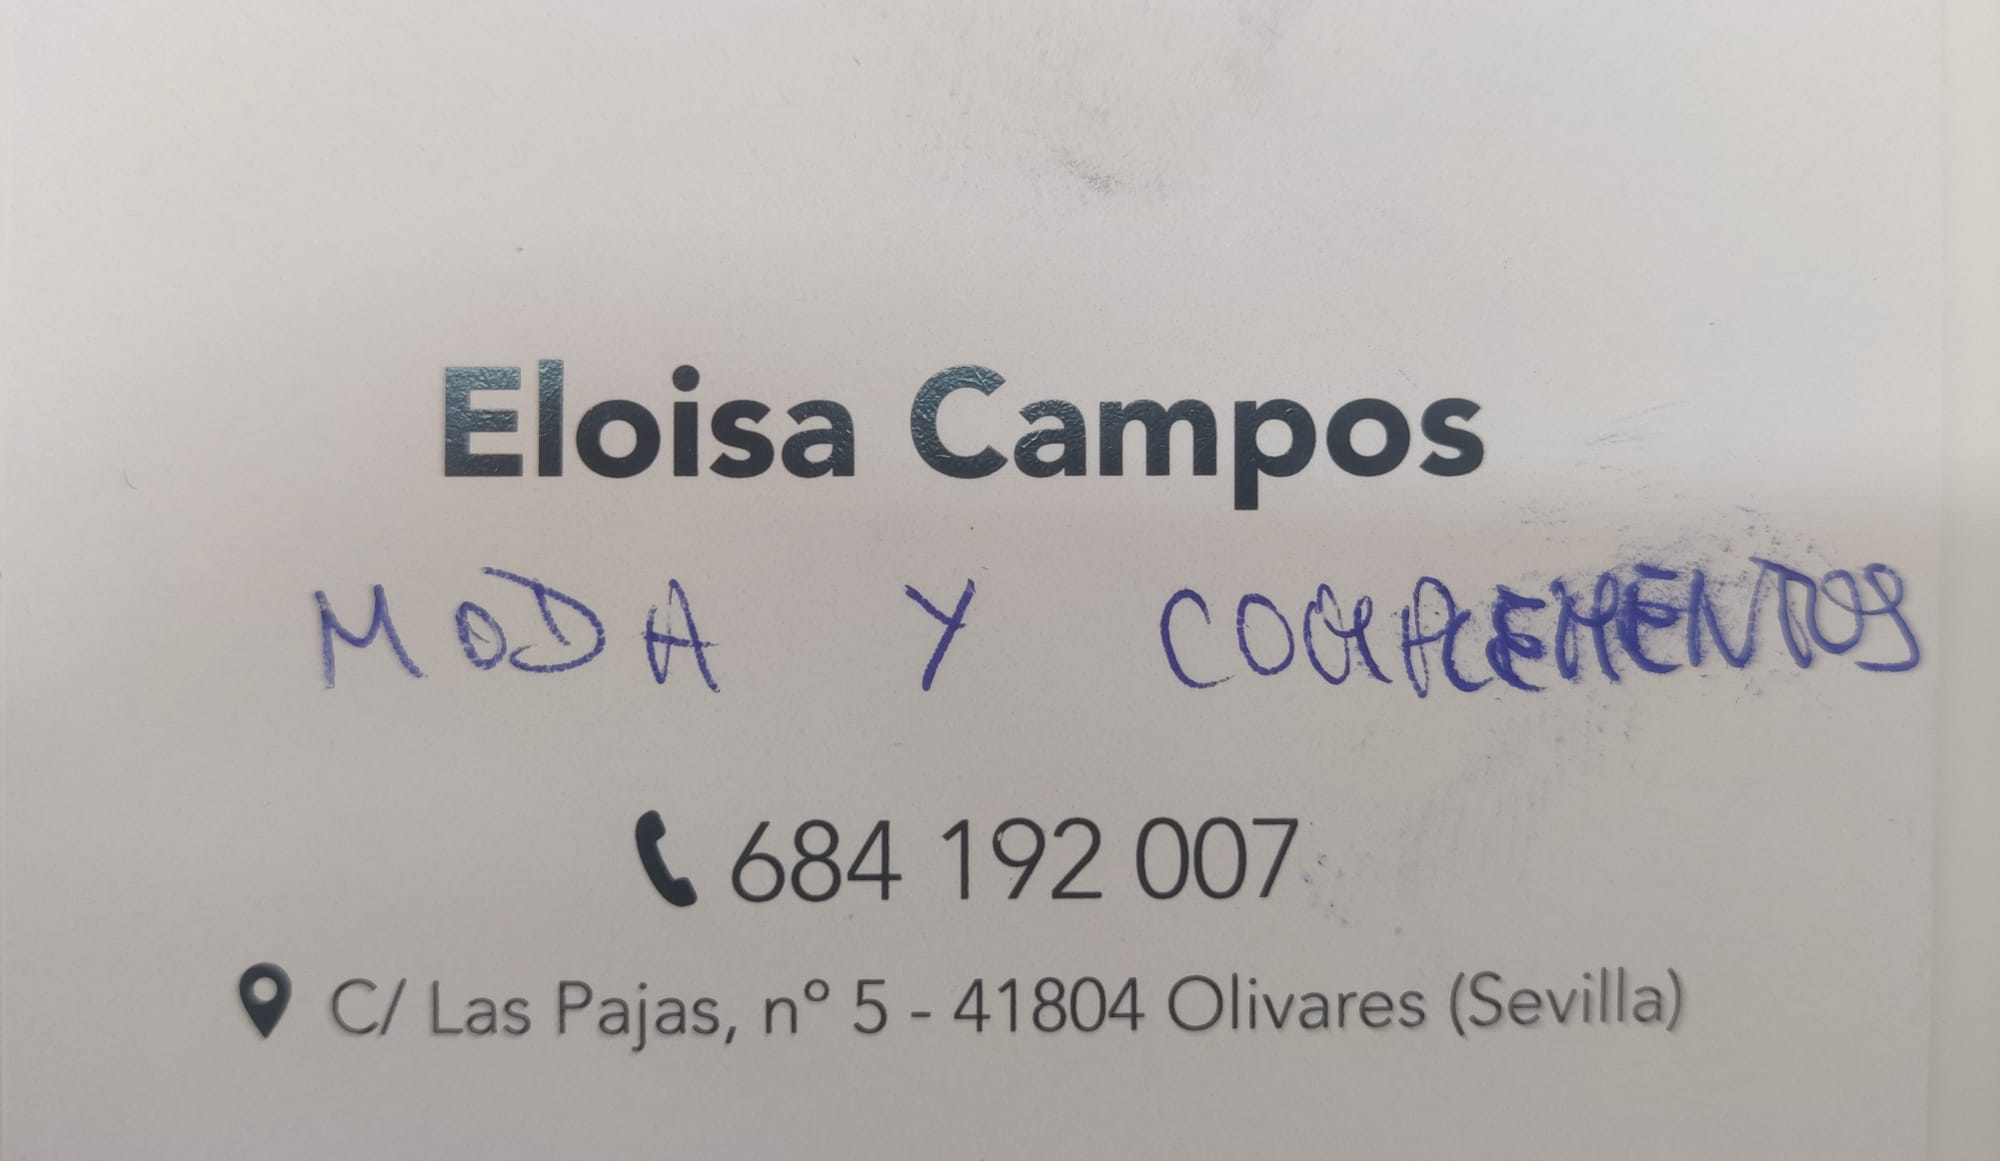 Eloisa Campos
MODA Y COMPLEMENTOS
684 192 007
C/ Las Pajas, nº 5 - 41804 Olivares (Sevilla)